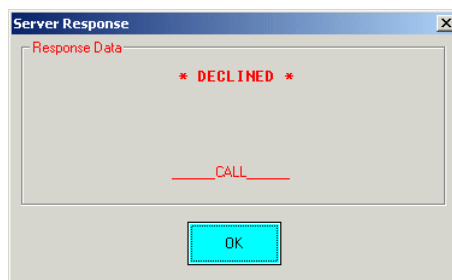 Server Response
Response Data
* DECLINED *
_____CALL_____
OK